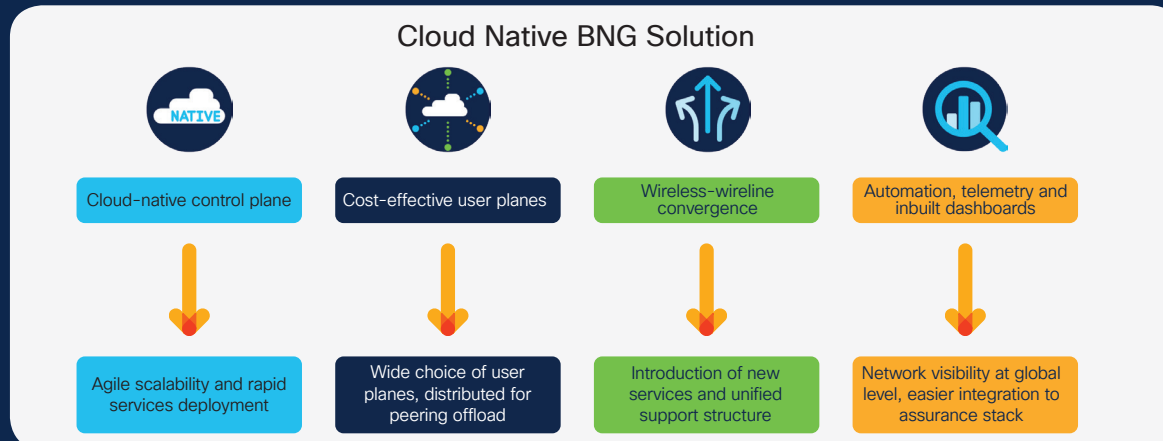 Cloud Native BNG Solution
NATIVE
Cloud-native control plane
Cost-effective user planes
Wireless-wireline
convergence
Automation, telemetry and
inbuilt dashboards
Agile scalability and rapid
services deployment
Wide choice of user
planes, distributed for
peering offload
Introduction of new
services and unified
support structure
Network visibility at global
level, easier integration to
assurance stack